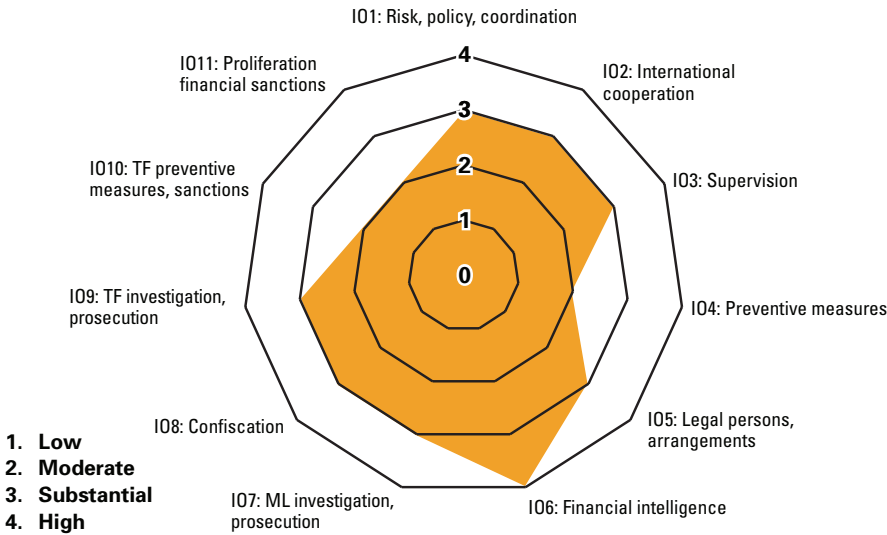 IO1: Risk, policy, coordination
IO11: Proliferation
financial sanctions
4
IO2: International
cooperation
3
IO10: TF preventive
measures, sanctions
2
IO3: Supervision
1
0
IO9: TF investigation,
prosecution
IO4: Preventive measures
IO8: Confiscation
IO5: Legal persons,
arrangements
1. Low
2. Moderate
3. Substantial
4. High
IO7: ML investigation,
prosecution
IO6: Financial intelligence